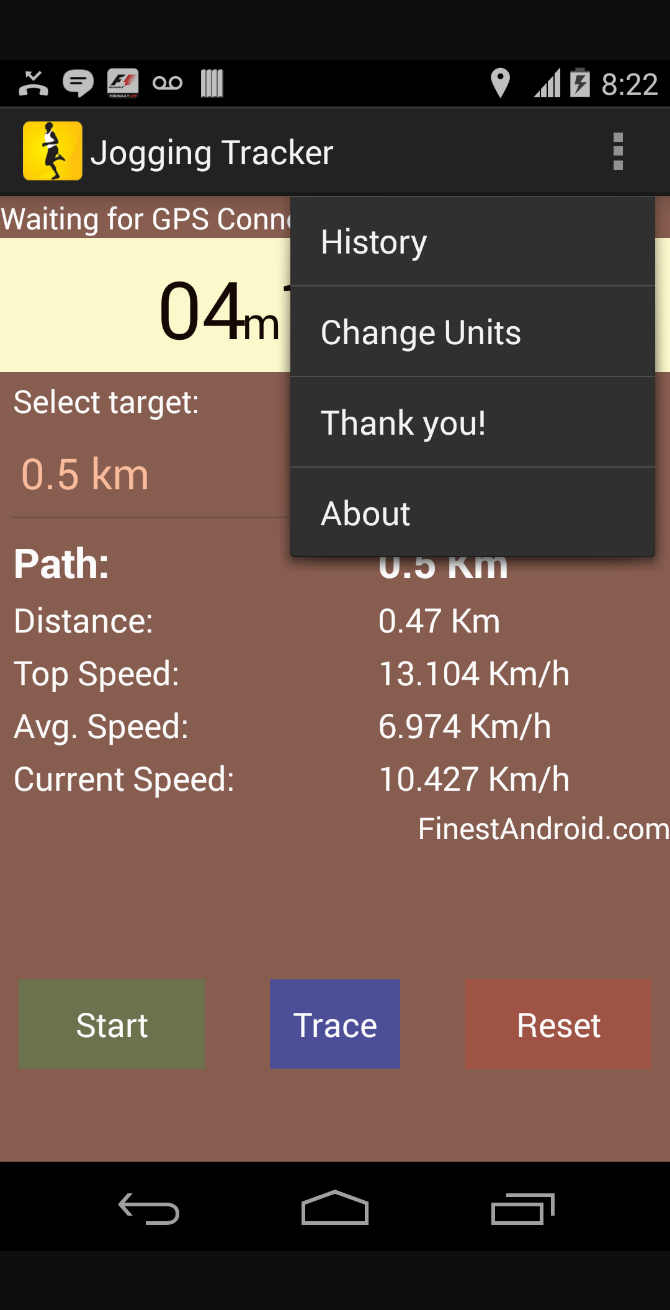 8:22
Jogging Tracker
Waiting for GPS
History
04m
Change Units
Select target:
Thank you!
0.5 km
About
Path: 0.5 Km
Distance: 0.47 Km
Top Speed: 13.104 Km/h
Avg. Speed: 6.974 Km/h
Current Speed: 10.427 Km/h
FinestAndroid.com
Start Trace Reset